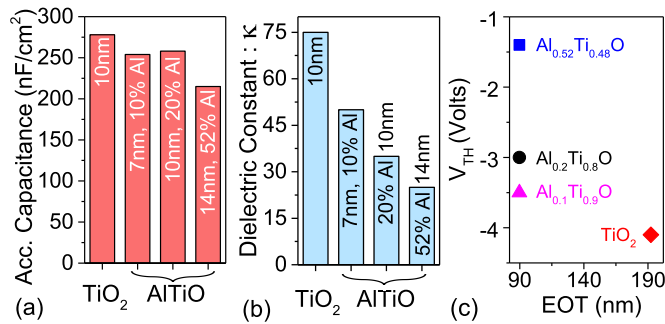 (a)
Acc. Capacitance (nF/cm²)
300
250
200
150
100
50
0
10nm
7nm, 10% Al
10nm, 20% Al
14nm, 52% Al
TiO₂
AlTiO
(b)
Dielectric Constant : κ
75
60
45
30
15
0
10nm
7nm, 10% Al
20% Al 10nm
52% Al 14nm
TiO₂
AlTiO
(c)
V_TH (Volts)
-1
-2
-3
-4
Al₀.₅₂Ti₀.₄₈O
Al₀.₂Ti₀.₈O
Al₀.₁Ti₀.₉O
TiO₂
90
140
190
EOT (nm)